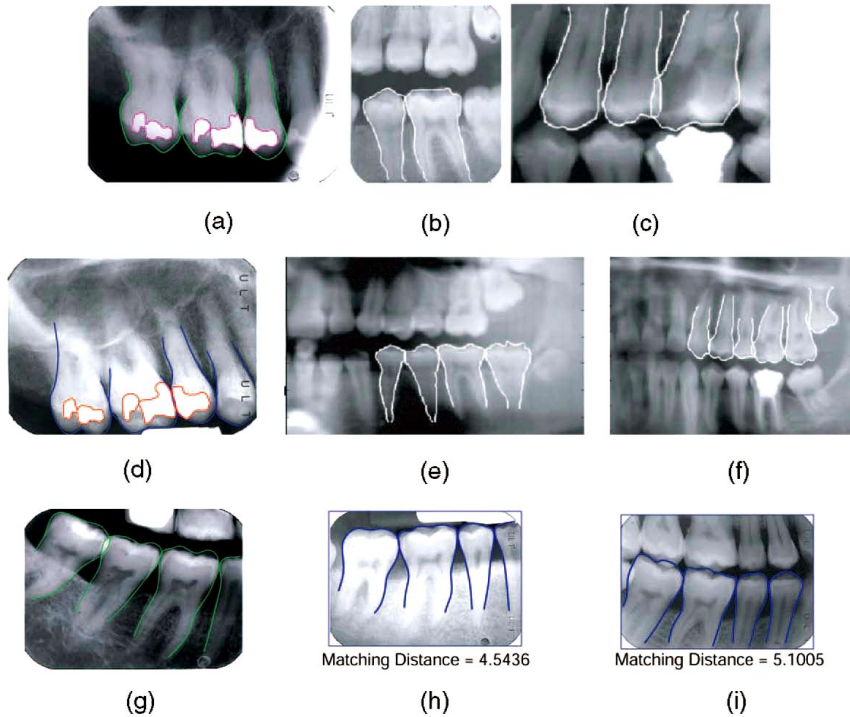 (a)
(b)
(c)
(d)
(e)
(f)
U L T
U L T
(g)
(h)
(i)
Matching Distance = 4.5436
Matching Distance = 5.1005